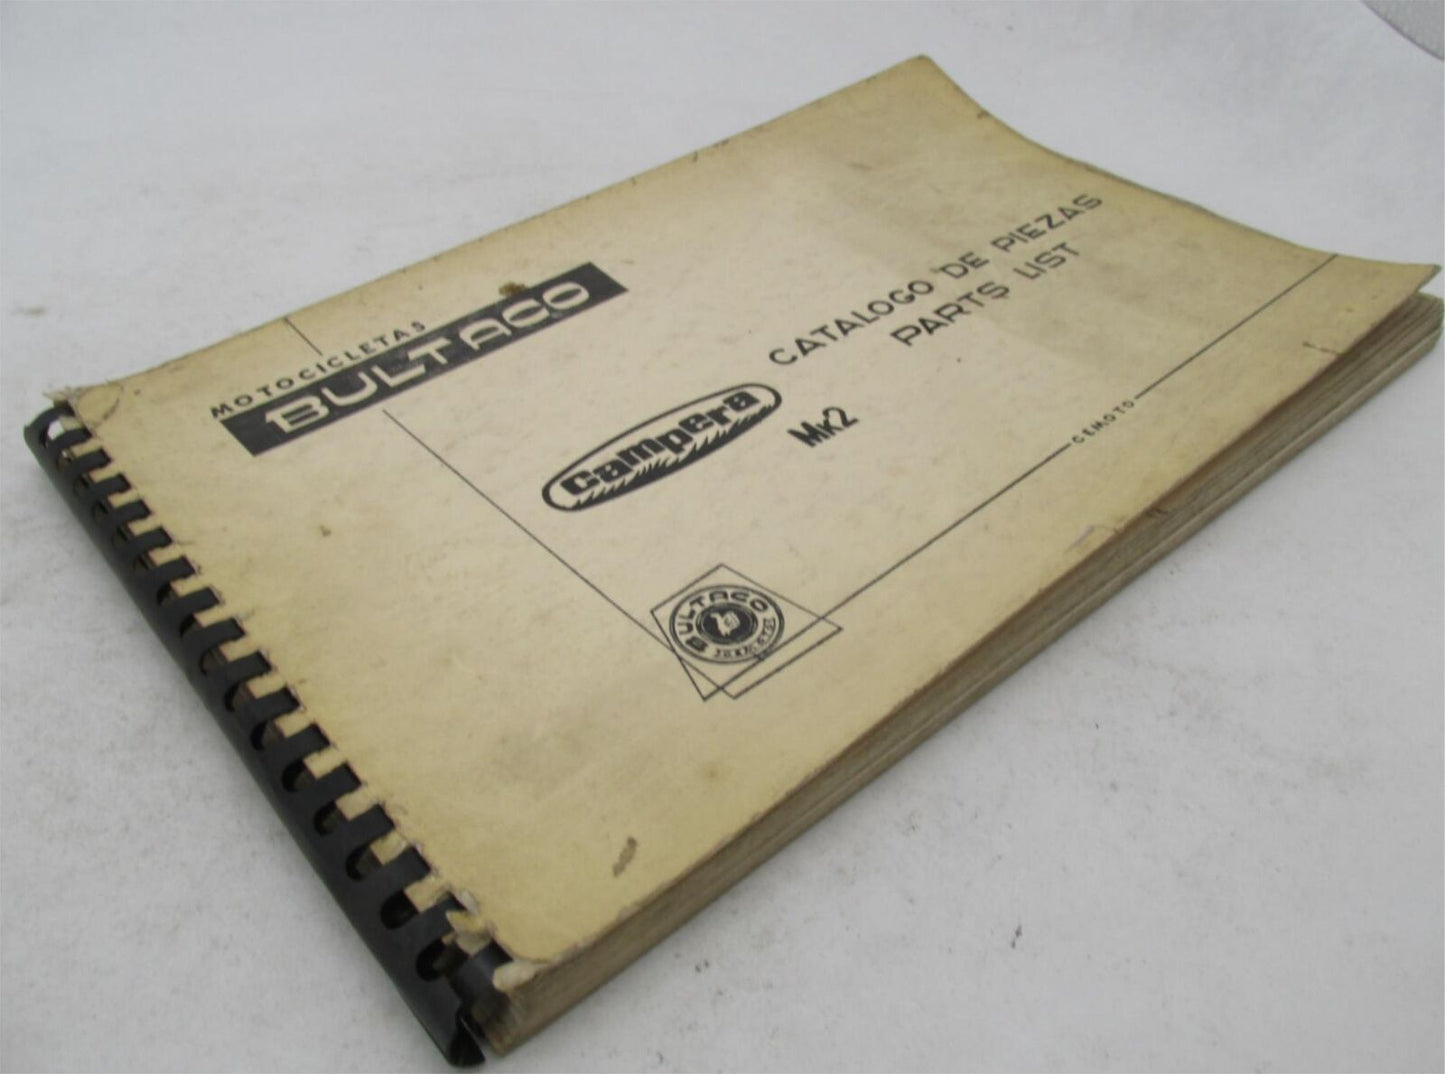 MOTOCICLETAS
BULTACO
CATALOGO DE PIEZAS
PARTS LIST
campera
MK2
CEMOTO
BULTACO